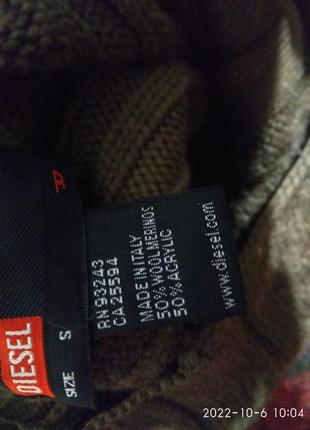 DIESEL
SIZE S
RN 93243
CA 25594
MADE IN ITALY
50% WOOL MERINOS
50% ACRYLIC
www.diesel.com
2022-10-6 10:04